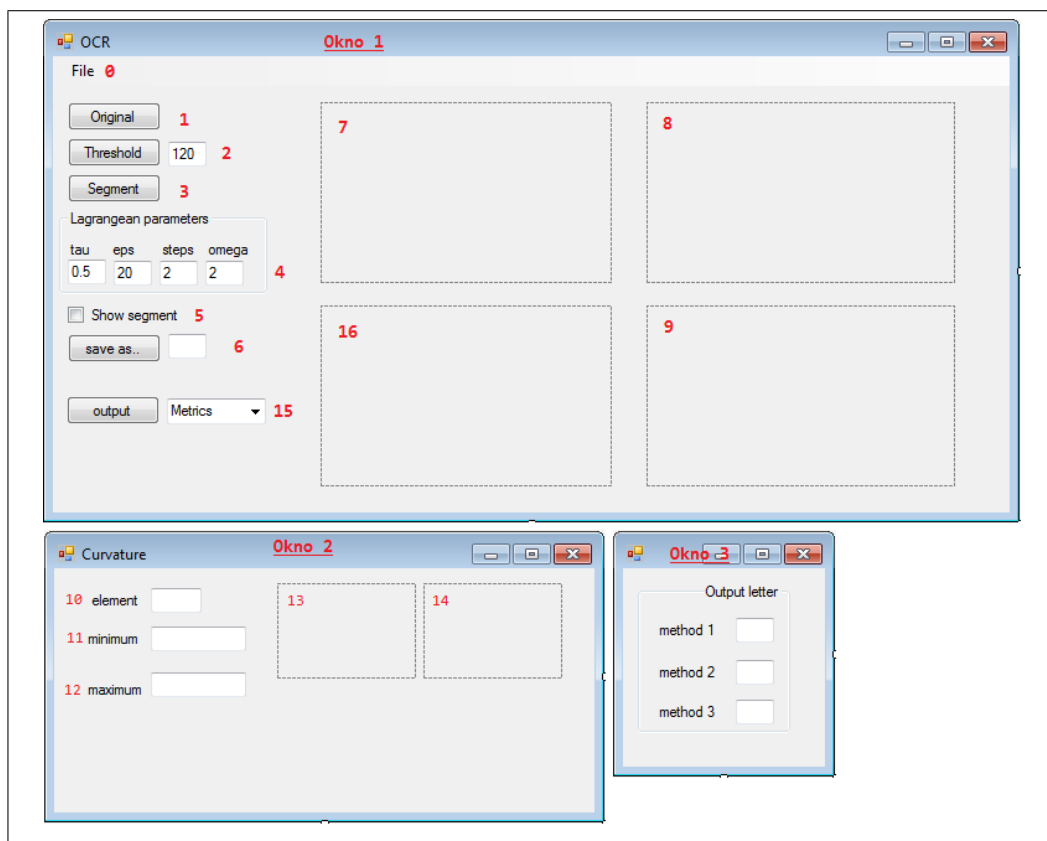 OCR Okno 1
File 0
Original 1
7
8
Threshold 120 2
Segment 3
Lagrangean parameters
tau eps steps omega
0.5 20 2 2 4
Show segment 5
save as.. 6
16
9
output Metrics 15
Curvature Okno 2
10 element
13
14
11 minimum
12 maximum
Okno 3
Output letter
method 1
method 2
method 3